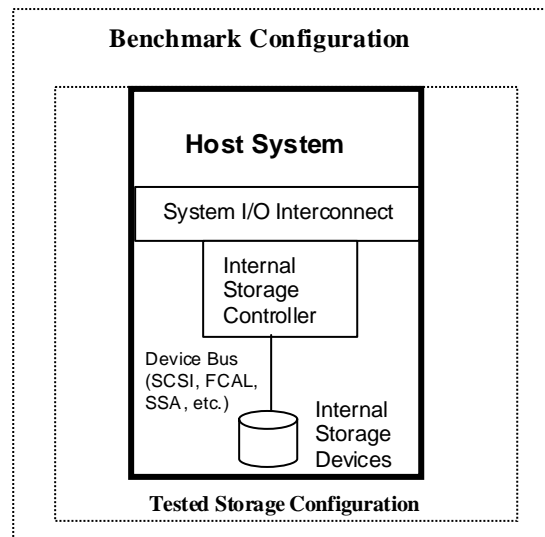 Benchmark Configuration
Host System
System I/O Interconnect
Internal
Storage
Controller
Device Bus
(SCSI, FCAL,
SSA, etc.)
Internal
Storage
Devices
Tested Storage Configuration